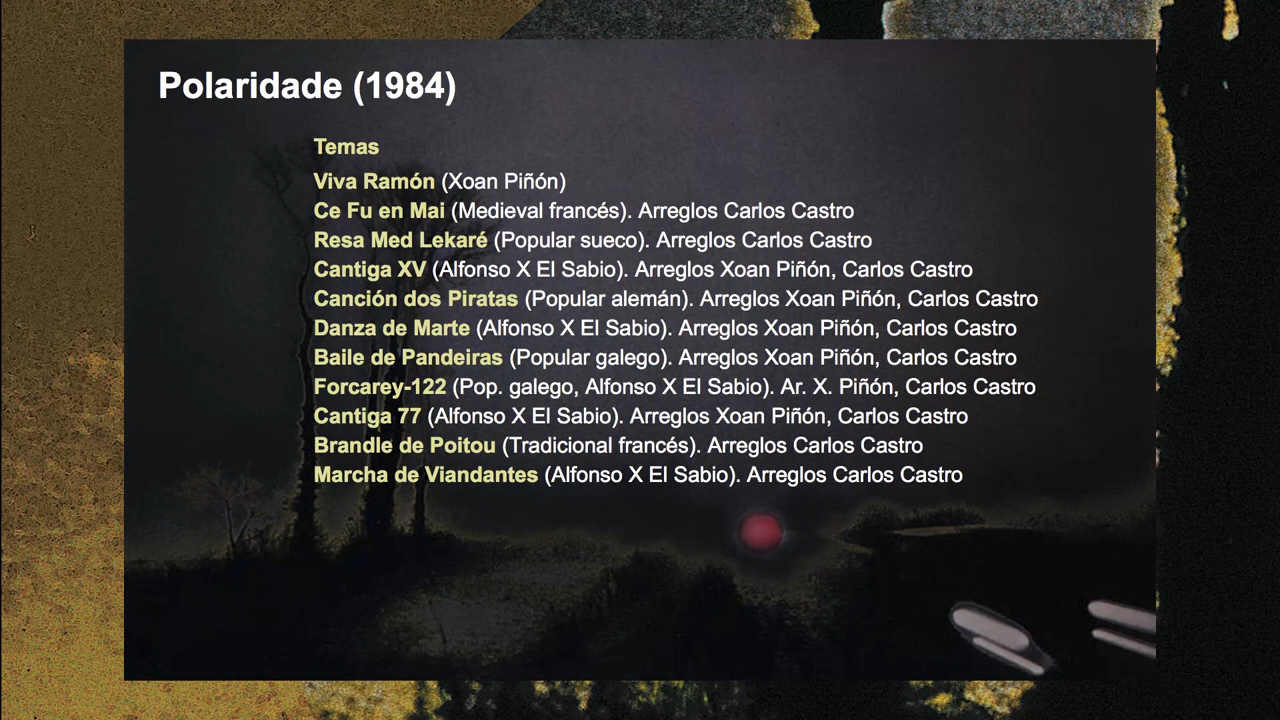 Polaridade (1984)
Temas
Viva Ramón (Xoan Piñón)
Ce Fu en Mai (Medieval francés). Arreglos Carlos Castro
Resa Med Lekaré (Popular sueco). Arreglos Carlos Castro
Cantiga XV (Alfonso X El Sabio). Arreglos Xoan Piñón, Carlos Castro
Canción dos Piratas (Popular alemán). Arreglos Xoan Piñón, Carlos Castro
Danza de Marte (Alfonso X El Sabio). Arreglos Xoan Piñón, Carlos Castro
Baile de Pandeiras (Popular galego). Arreglos Xoan Piñón, Carlos Castro
Forcarey-122 (Pop. galego, Alfonso X El Sabio). Ar. X. Piñón, Carlos Castro
Cantiga 77 (Alfonso X El Sabio). Arreglos Xoan Piñón, Carlos Castro
Brandle de Poitou (Tradicional francés). Arreglos Carlos Castro
Marcha de Viandantes (Alfonso X El Sabio). Arreglos Carlos Castro